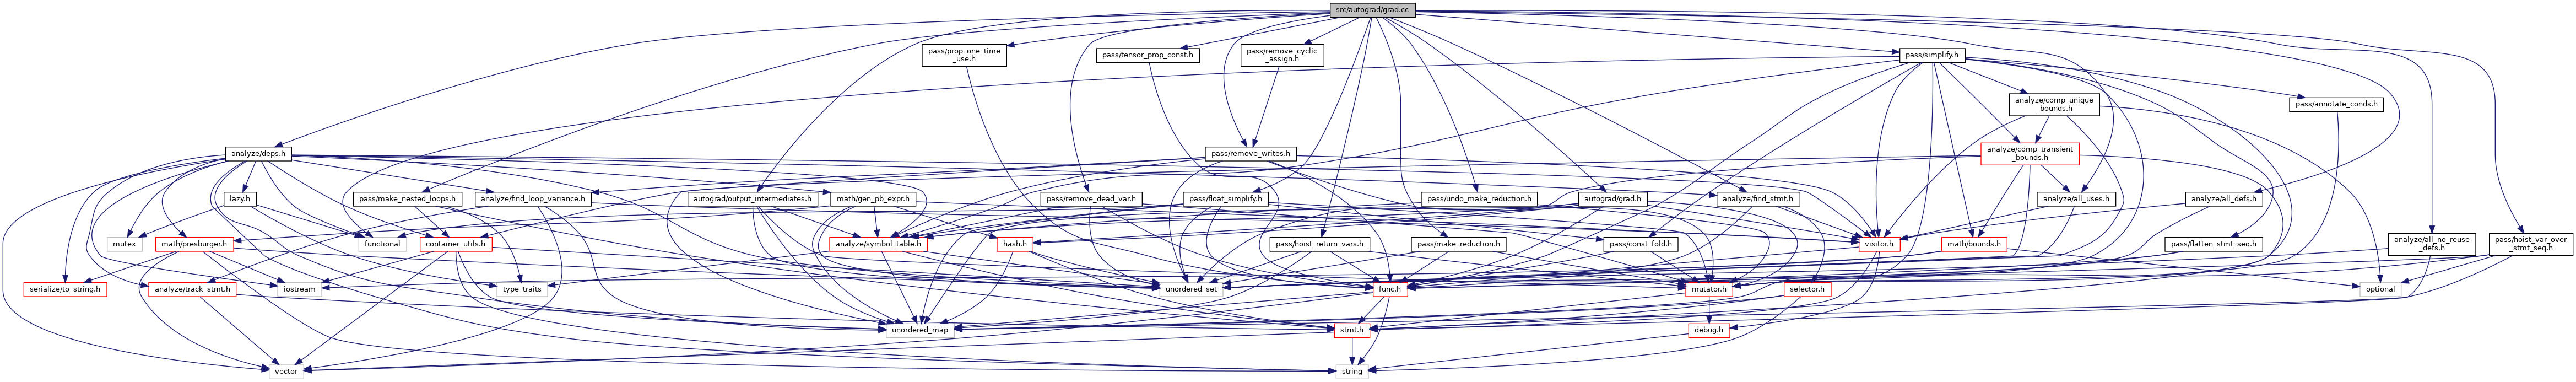 src/autograd/grad.cc
pass/prop_one_time
_use.h
pass/tensor_prop_const.h
pass/remove_cyclic
_assign.h
pass/simplify.h
analyze/comp_unique
_bounds.h
pass/annotate_conds.h
analyze/deps.h
pass/remove_writes.h
analyze/comp_transient
_bounds.h
lazy.h
pass/make_nested_loops.h
analyze/find_loop_variance.h
autograd/output_intermediates.h
math/gen_pb_expr.h
pass/remove_dead_var.h
pass/float_simplify.h
pass/undo_make_reduction.h
autograd/grad.h
analyze/find_stmt.h
analyze/all_uses.h
analyze/all_defs.h
mutex
math/presburger.h
functional
container_utils.h
analyze/symbol_table.h
hash.h
pass/const_fold.h
pass/hoist_return_vars.h
pass/make_reduction.h
visitor.h
math/bounds.h
pass/flatten_stmt_seq.h
analyze/all_no_reuse
_defs.h
pass/hoist_var_over
_stmt_seq.h
serialize/to_string.h
analyze/track_stmt.h
iostream
type_traits
unordered_set
func.h
mutator.h
selector.h
optional
unordered_map
stmt.h
debug.h
vector
string